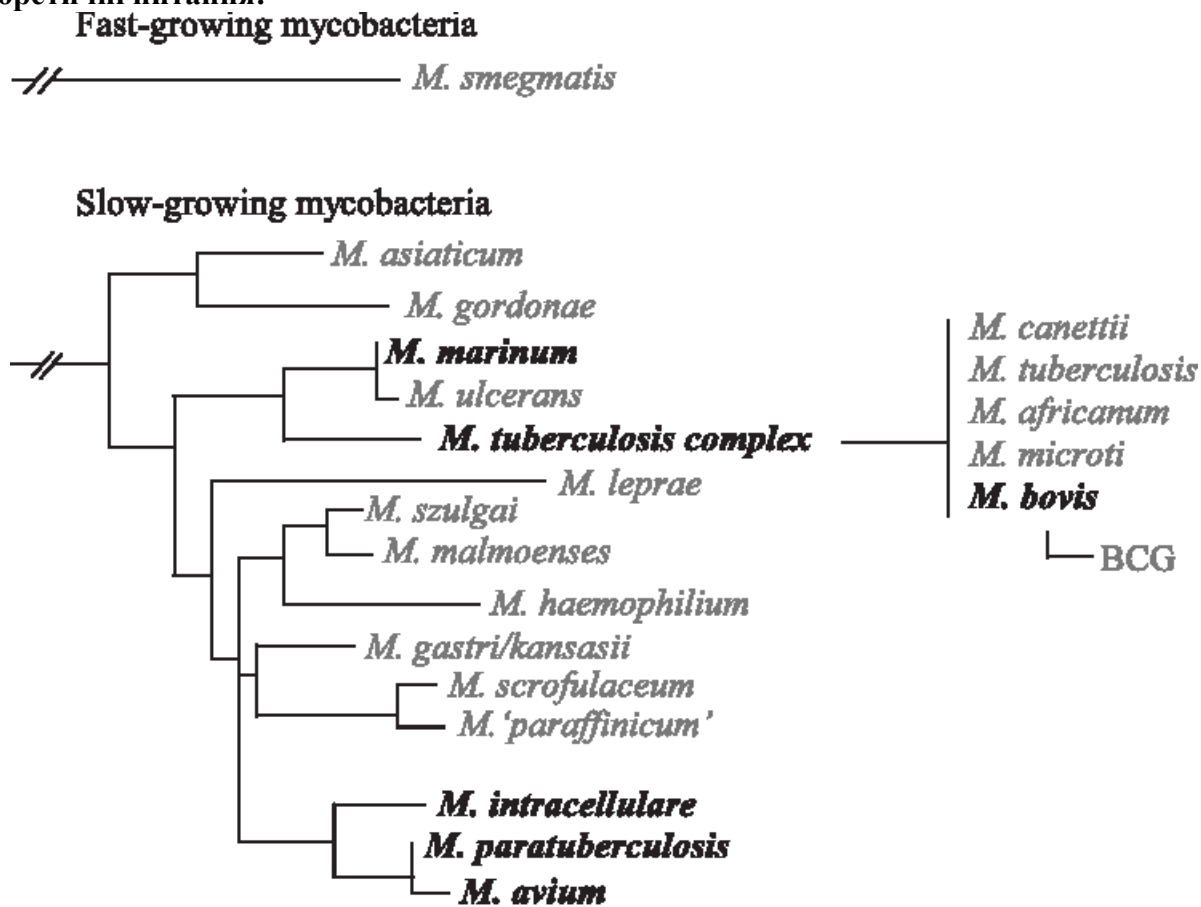 питання:
Fast-growing mycobacteria
M. smegmatis
Slow-growing mycobacteria
M. asiaticum
M. gordonae
M. marinum
M. ulcerans
M. tuberculosis complex
M. leprae
M. szulgai
M. malmoenses
M. haemophilium
M. gastri/kansasii
M. scrofulaceum
M. ‘paraffinicum’
M. intracellulare
M. paratuberculosis
M. avium
M. canettii
M. tuberculosis
M. africanum
M. microti
M. bovis
BCG